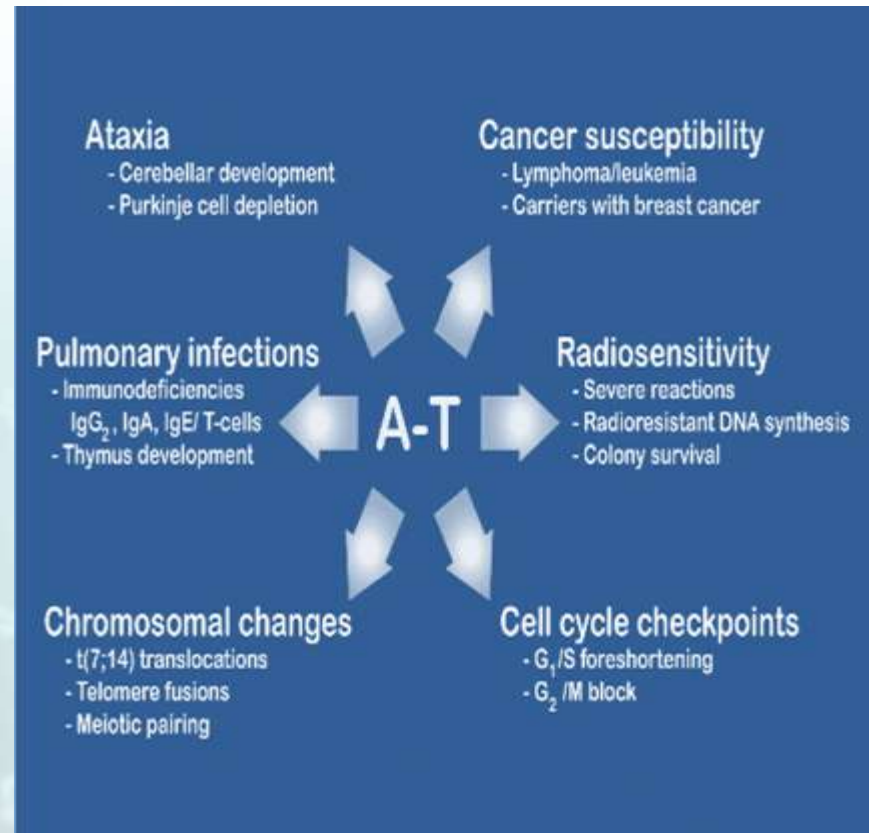 Ataxia
- Cerebellar development
- Purkinje cell depletion
Cancer susceptibility
- Lymphoma/leukemia
- Carriers with breast cancer
Pulmonary infections
- Immunodeficiencies
IgG₂, IgA, IgE/ T-cells
- Thymus development
A-T
Radiosensitivity
- Severe reactions
- Radioresistant DNA synthesis
- Colony survival
Chromosomal changes
- t(7;14) translocations
- Telomere fusions
- Meiotic pairing
Cell cycle checkpoints
- G₁/S foreshortening
- G₂ /M block